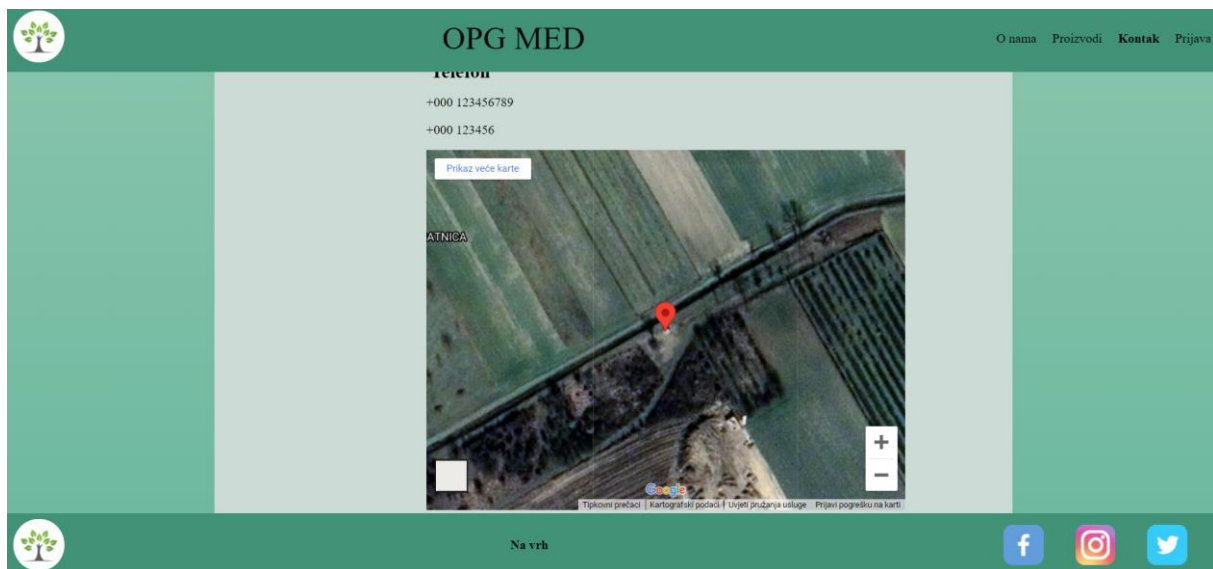 OPG MED
O nama Proizvodi Kontak Prijava
Telefon
+000 123456789
+000 123456
Prikaz veće karte
ATNICA
Google
Tipkovni prečaci Kartografski podaci Uvjeti pružanja usluge Prijavi pogrešku na karti
Na vrh